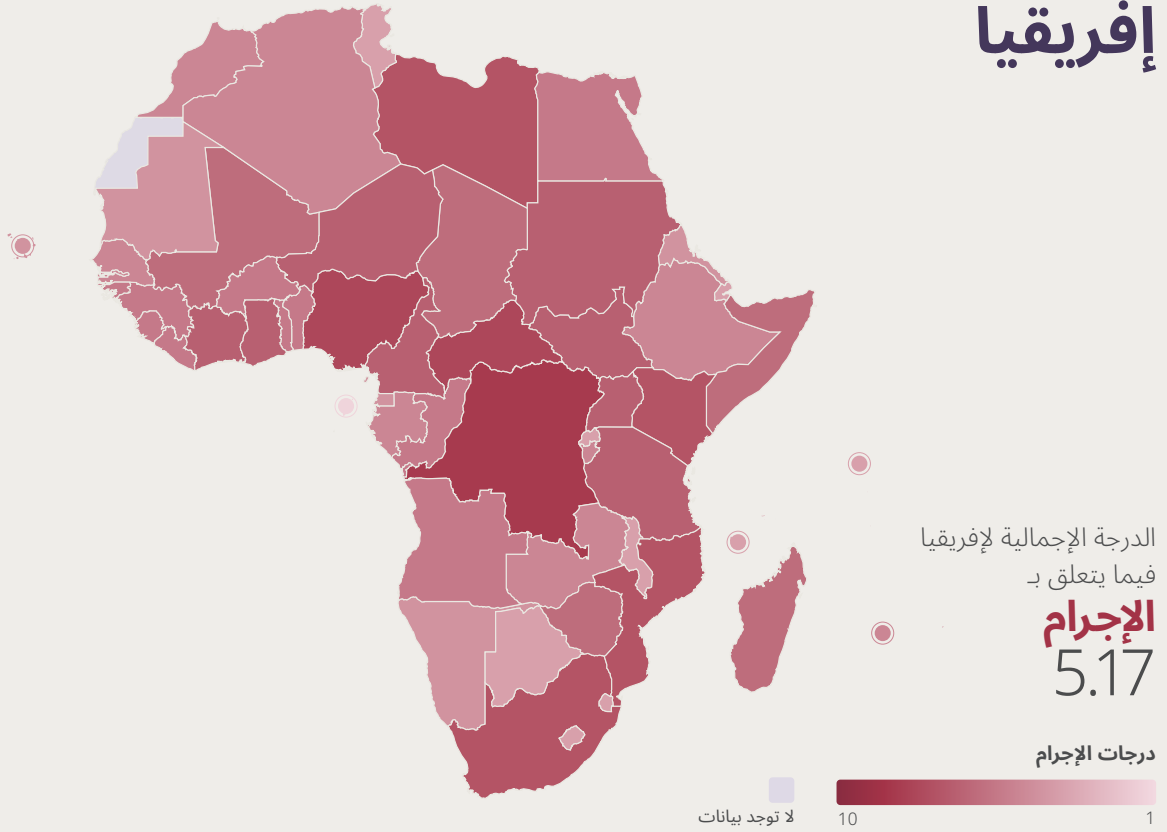 إفريقيا
الدرجة الإجمالية لإفريقيا
فيما يتعلق بـ
الإجرام
5.17
درجات الإجرام
1
10
لا توجد بيانات